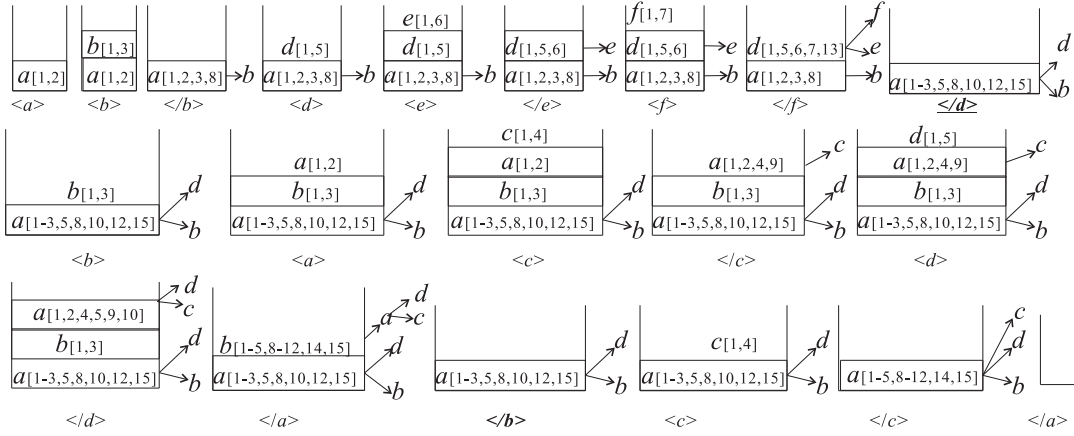 e[1,6] f[1,7] f
b[1,3] d[1,5] d[1,5] d[1,5,6] e d[1,5,6] e d[1,5,6,7,13] e d
a[1,2] a[1,2] a[1,2,3,8] b a[1,2,3,8] b a[1,2,3,8] b a[1,2,3,8] b a[1,2,3,8] b a[1,2,3,8] b a[1-3,5,8,10,12,15] b
<a> <b> </b> <d> <e> </e> <f> </f> </d>
c[1,4] d[1,5]
a[1,2] a[1,2] a[1,2,4,9] c a[1,2,4,9] c
b[1,3] d b[1,3] d b[1,3] d b[1,3] d b[1,3] d
a[1-3,5,8,10,12,15] b a[1-3,5,8,10,12,15] b a[1-3,5,8,10,12,15] b a[1-3,5,8,10,12,15] b a[1-3,5,8,10,12,15] b
<b> <a> <c> </c> <d>
d d
a[1,2,4,5,9,10] c a c c
b[1,3] d b[1-5,8-12,14,15] d d c[1,4] d d
a[1-3,5,8,10,12,15] b a[1-3,5,8,10,12,15] b a[1-3,5,8,10,12,15] b a[1-3,5,8,10,12,15] b a[1-5,8-12,14,15] b
</d> </a> </b> <c> </c> </a>